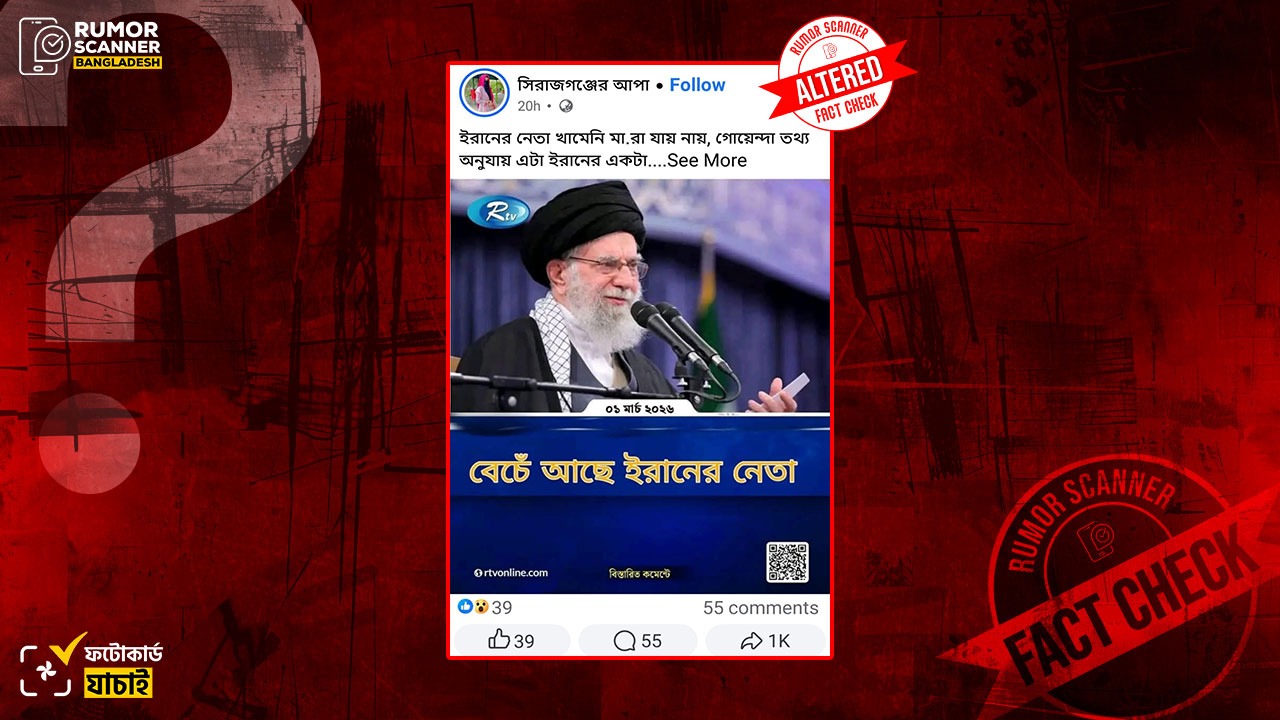 RUMOR
SCANNER
BANGLADESH
RUMOR SCANNER
ALTERED
FACT CHECK
সিরাজগঞ্জের আপা • Follow
20h •
ইরানের নেতা খামেনি মা.রা যায় নায়, গোয়েন্দা তথ্য
অনুযায় এটা ইরানের একটা....See More
Rtv
০১ মার্চ ২০২৬
বেচেঁ আছে ইরানের নেতা
rtvonline.com
বিস্তারিত কমেন্টে
39
55 comments
39
55
1K
ফটোকার্ড
যাচাই
RUMOR SCANNER
FACT CHECK